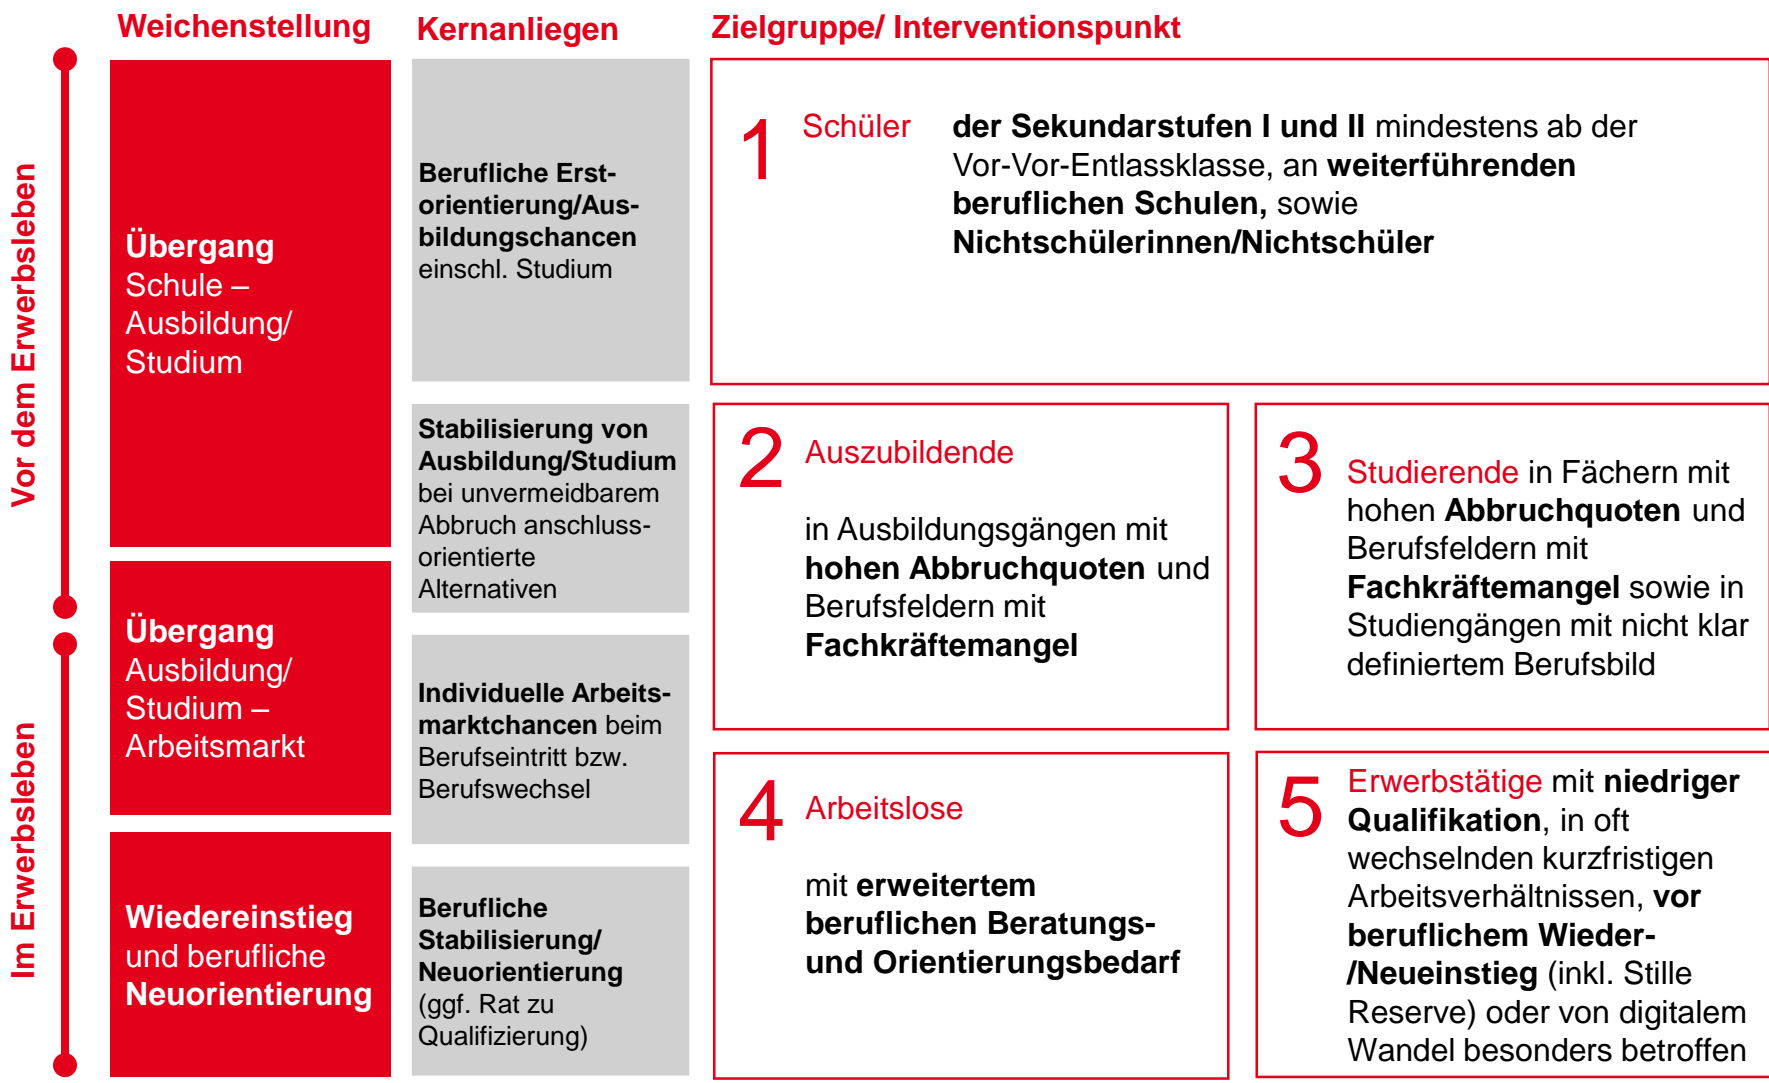 Weichenstellung
Kernanliegen
Zielgruppe/ Interventionspunkt
Vor dem Erwerbsleben
Im Erwerbsleben
Übergang
Schule –
Ausbildung/
Studium
Übergang
Ausbildung/
Studium –
Arbeitsmarkt
Wiedereinstieg
und berufliche
Neuorientierung
Berufliche Erst-
orientierung/Aus-
bildungschancen
einschl. Studium
Stabilisierung von
Ausbildung/Studium
bei unvermeidbarem
Abbruch anschluss-
orientierte
Alternativen
Individuelle Arbeits-
marktchancen beim
Berufseintritt bzw.
Berufswechsel
Berufliche
Stabilisierung/
Neuorientierung
(ggf. Rat zu
Qualifizierung)
1 Schüler der Sekundarstufen I und II mindestens ab der
Vor-Vor-Entlassklasse, an weiterführenden
beruflichen Schulen, sowie
Nichtschülerinnen/Nichtschüler
2 Auszubildende
in Ausbildungsgängen mit
hohen Abbruchquoten und
Berufsfeldern mit
Fachkräftemangel
3 Studierende in Fächern mit
hohen Abbruchquoten und
Berufsfeldern mit
Fachkräftemangel sowie in
Studiengängen mit nicht klar
definiertem Berufsbild
4 Arbeitslose
mit erweitertem
beruflichen Beratungs-
und Orientierungsbedarf
5 Erwerbstätige mit niedriger
Qualifikation, in oft
wechselnden kurzfristigen
Arbeitsverhältnissen, vor
beruflichem Wieder-
/Neueinstieg (inkl. Stille
Reserve) oder von digitalem
Wandel besonders betroffen